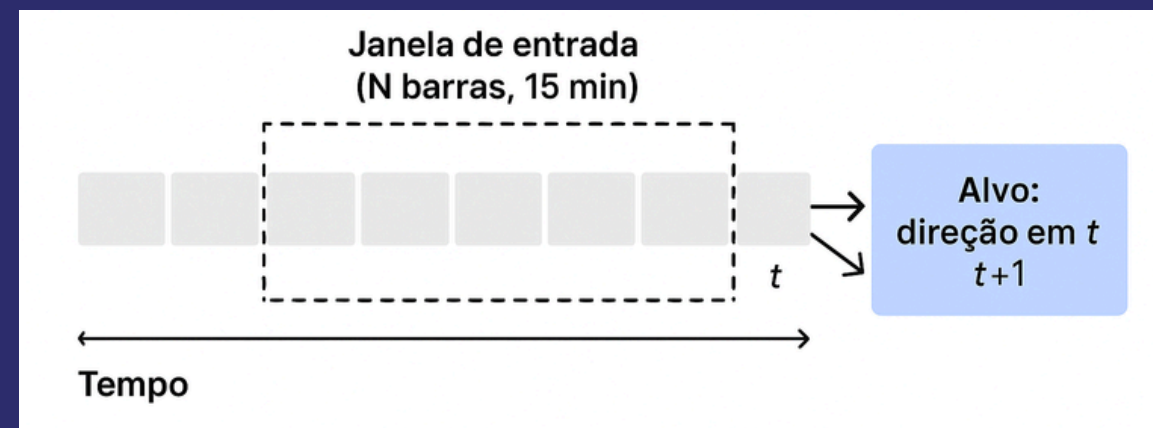 Janela de entrada
(N barras, 15 min)
Alvo:
direção em t
t+1
t
Tempo